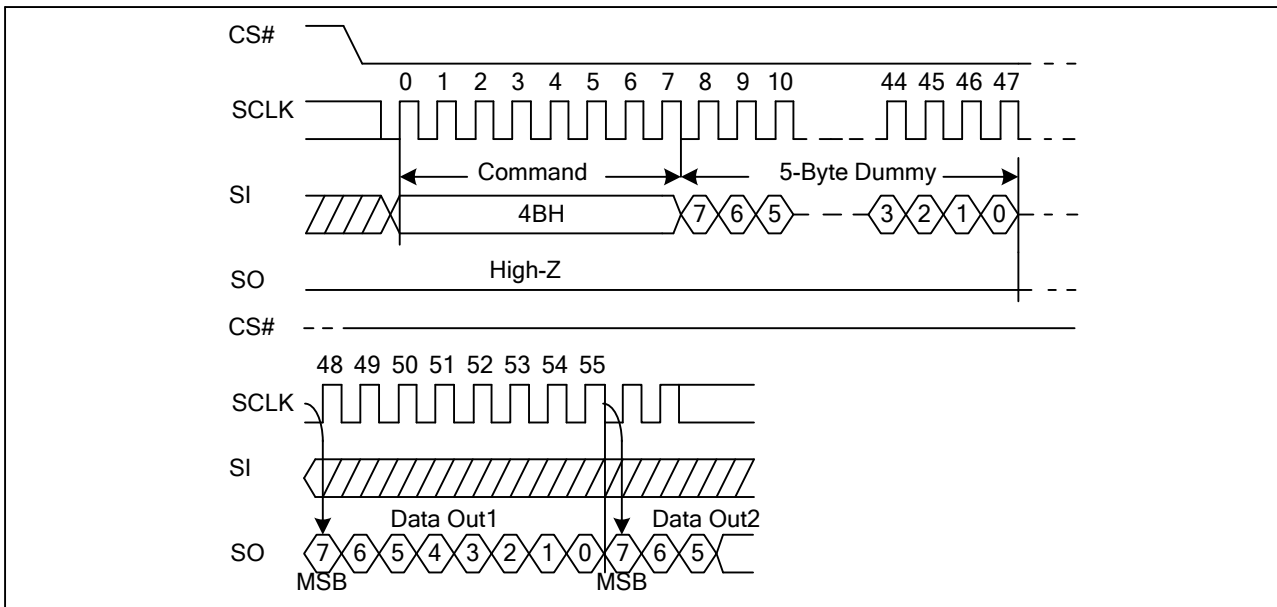 CS#
0 1 2 3 4 5 6 7 8 9 10 44 45 46 47
SCLK
Command 5-Byte Dummy
SI
4BH 7 6 5 3 2 1 0
High-Z
SO
CS#
48 49 50 51 52 53 54 55
SCLK
SI
Data Out1 Data Out2
SO 7 6 5 4 3 2 1 0 7 6 5
MSB MSB